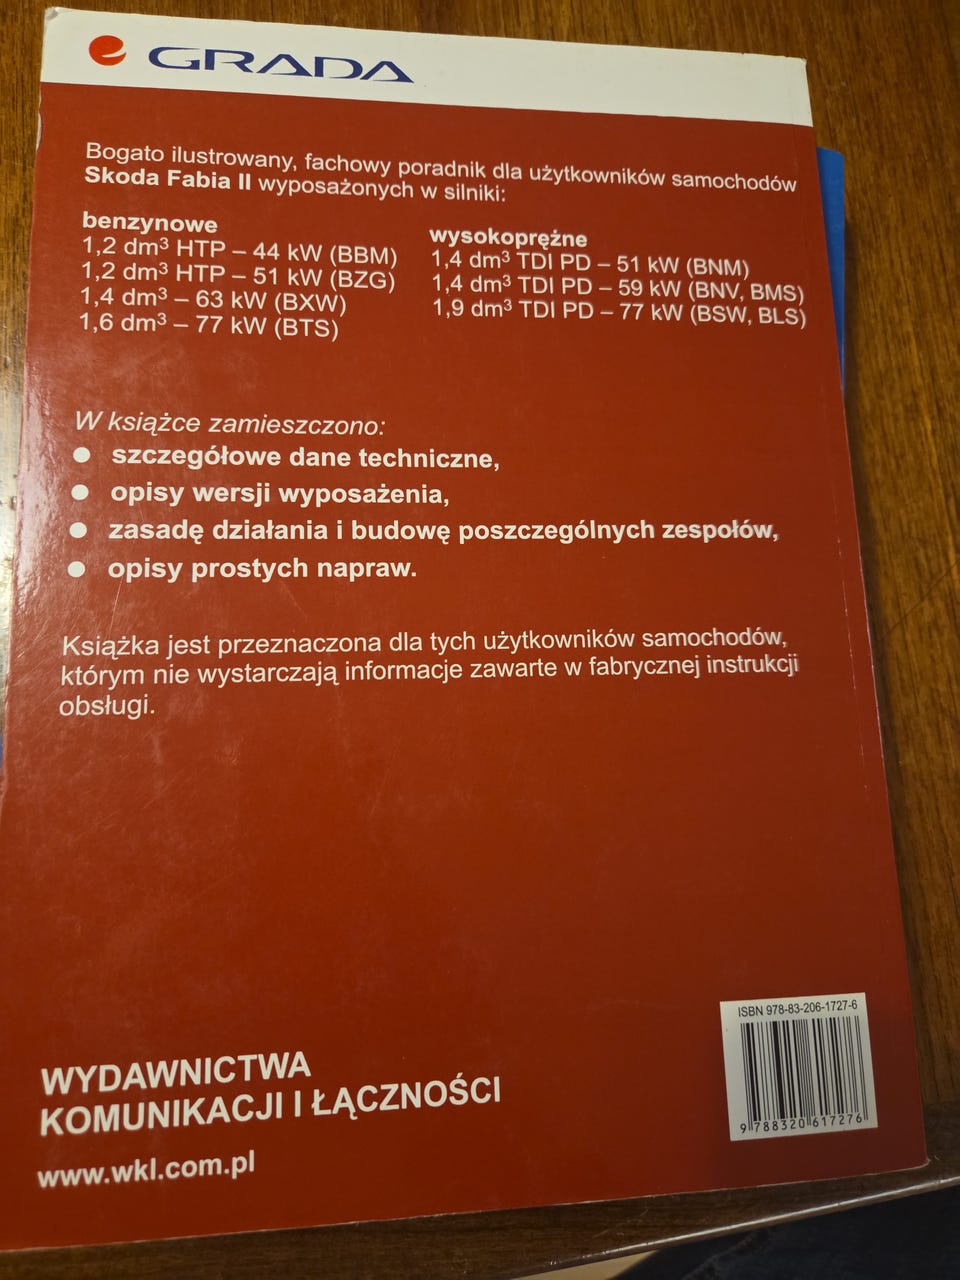 GRADA
Bogato ilustrowany, fachowy poradnik dla użytkowników samochodów
Skoda Fabia II wyposażonych w silniki:
benzynowe
1,2 dm³ HTP – 44 kW (BBM)
1,2 dm³ HTP – 51 kW (BZG)
1,4 dm³ – 63 kW (BXW)
1,6 dm³ – 77 kW (BTS)
wysokoprężne
1,4 dm³ TDI PD – 51 kW (BNM)
1,4 dm³ TDI PD – 59 kW (BNV, BMS)
1,9 dm³ TDI PD – 77 kW (BSW, BLS)
W książce zamieszczono:
● szczegółowe dane techniczne,
● opisy wersji wyposażenia,
● zasadę działania i budowę poszczególnych zespołów,
● opisy prostych napraw.
Książka jest przeznaczona dla tych użytkowników samochodów,
którym nie wystarczają informacje zawarte w fabrycznej instrukcji
obsługi.
WYDAWNICTWA
KOMUNIKACJI I ŁĄCZNOŚCI
www.wkl.com.pl
ISBN 978-83-206-1727-6
9 788320 617276